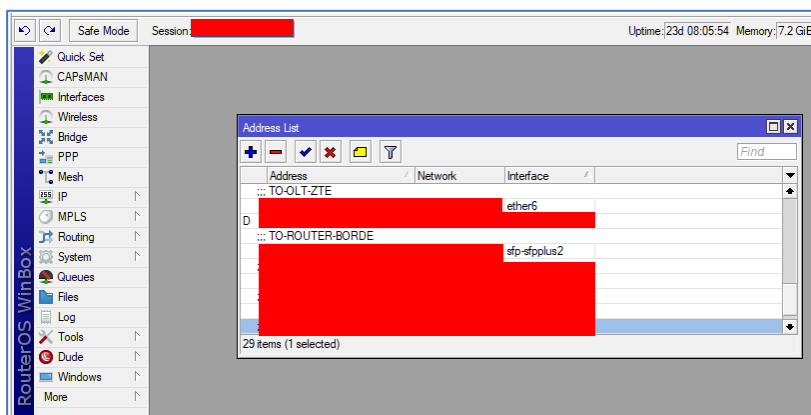 Safe Mode Session: Uptime: 23d 08:05:54 Memory: 7.2 GiB
Quick Set
CAPsMAN
Interfaces
Wireless
Bridge
PPP
Mesh
255 IP
MPLS
Routing
System
Queues
Files
Log
Tools
Dude
Windows
More
RouterOS WinBox
Address List
Find
Address Network Interface
;;; TO-OLT-ZTE
ether6
D
;;; TO-ROUTER-BORDE
sfp-sfpplus2
29 items (1 selected)